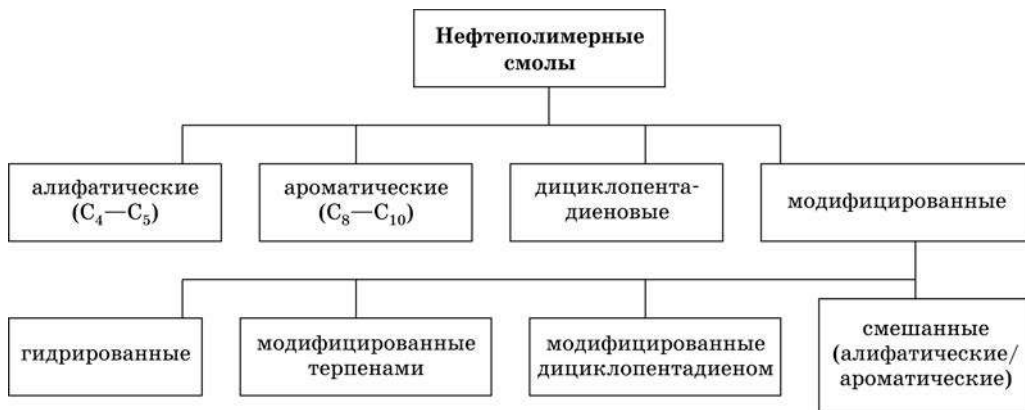 Нефтеполимерные
смолы
алифатические
(C₄—C₅)
ароматические
(C₈—C₁₀)
дициклопента-
диеновые
модифицированные
гидрированные
модифицированные
терпенами
модифицированные
дициклопентадиеном
смешанные
(алифатические/
ароматические)